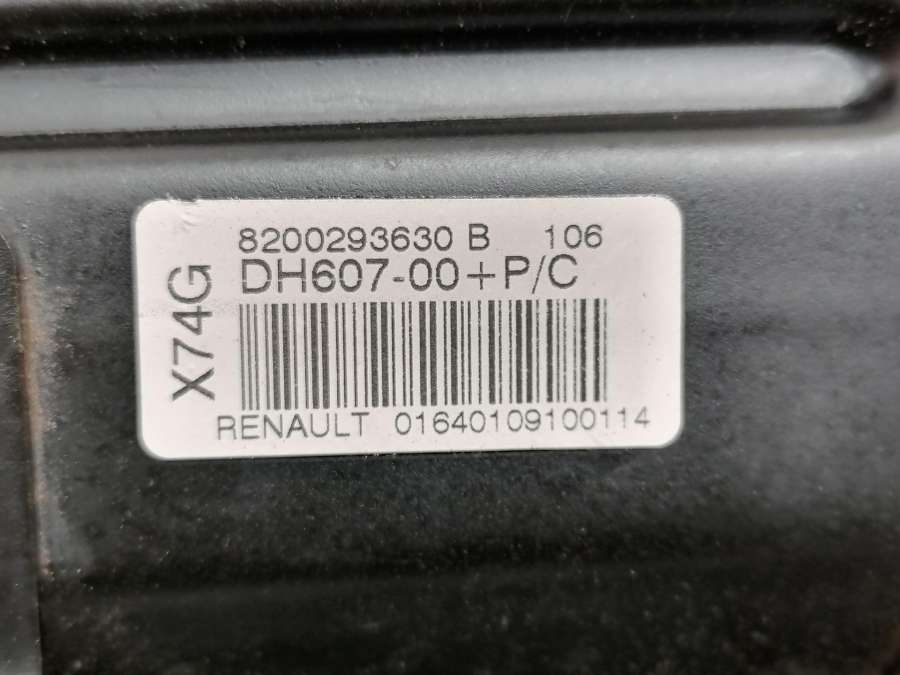 8200293630 B 106
DH607-00+P/C
X74G
RENAULT 01640109100114